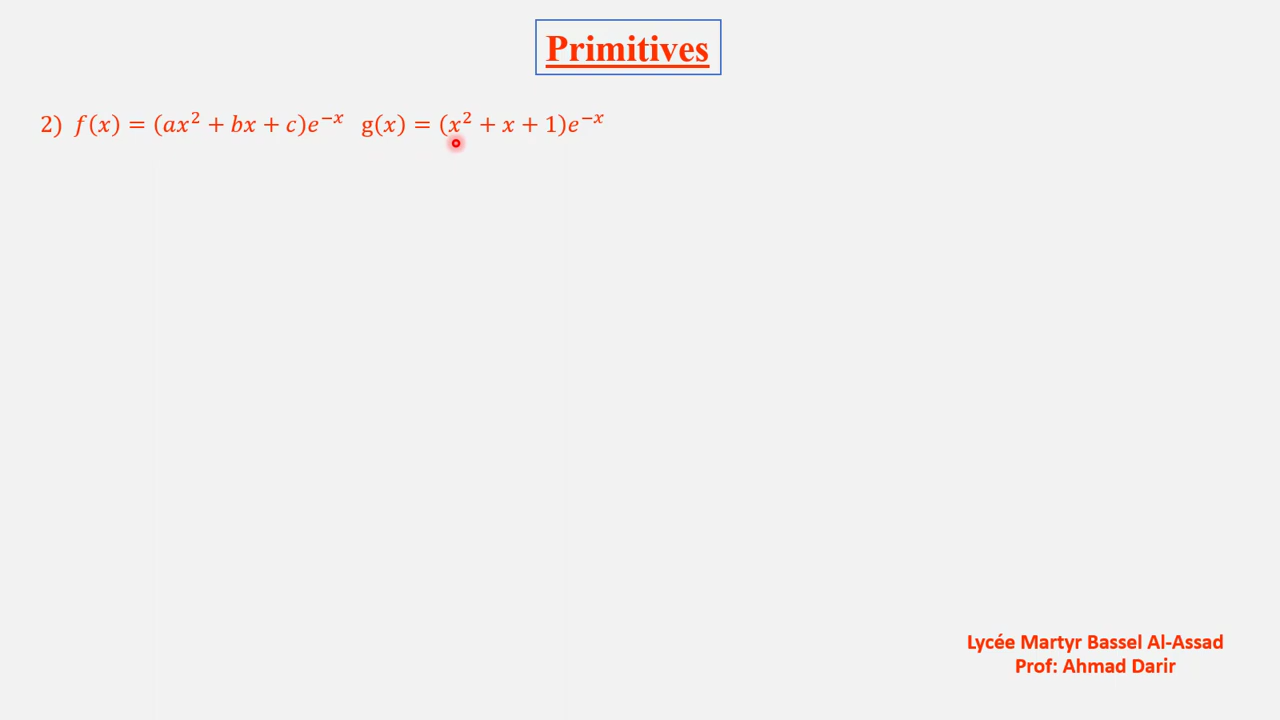 Primitives
2) f(x) = (ax² + bx + c)e⁻ˣ g(x) = (x² + x + 1)e⁻ˣ
Lycée Martyr Bassel Al-Assad
Prof: Ahmad Darir